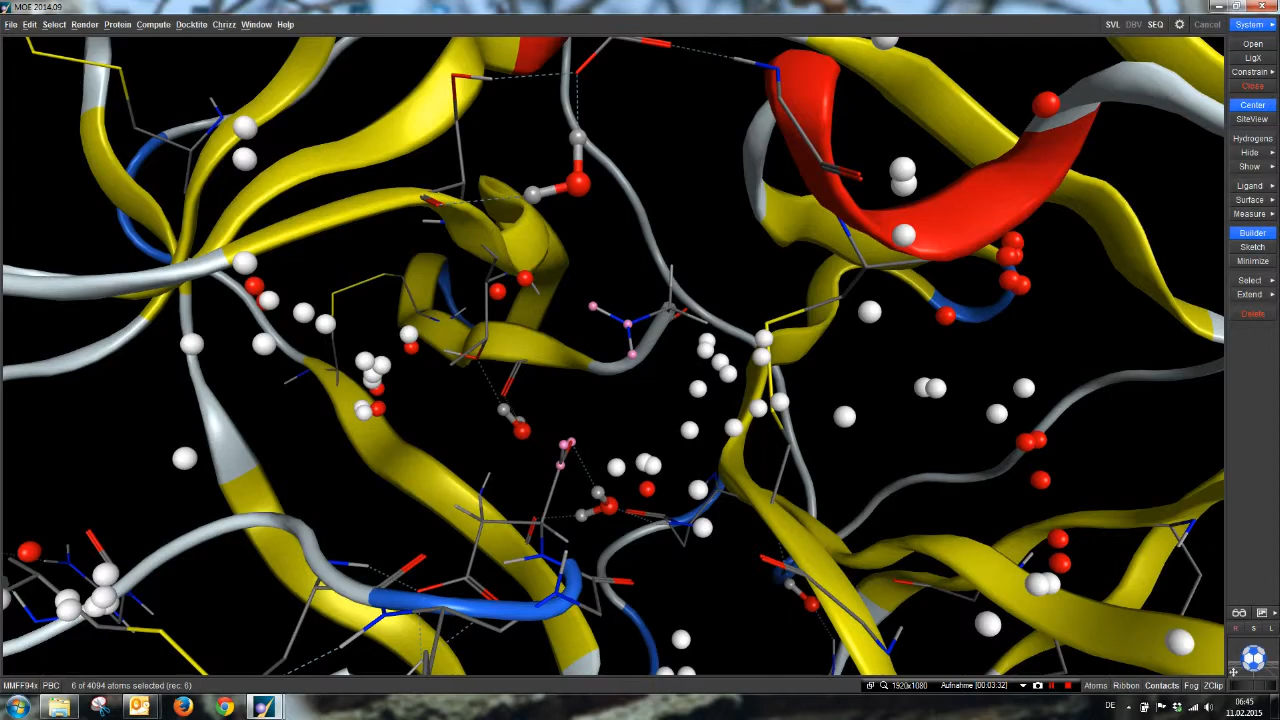 MOE 2014.09
File Edit Select Render Protein Compute Docktite Chrizz Window Help
SVL DBV SEQ Cancel
System
Open
LigX
Constrain
Close
Center
SiteView
Hydrogens
Hide
Show
Ligand
Surface
Measure
Builder
Sketch
Minimize
Select
Extend
Delete
R S L
MMFF94x PBC 6 of 4094 atoms selected (rec: 6)
1920x1080 Aufnahme [00:03:32]
Atoms Ribbon Contacts Fog ZClip
DE 06:45
11.02.2015